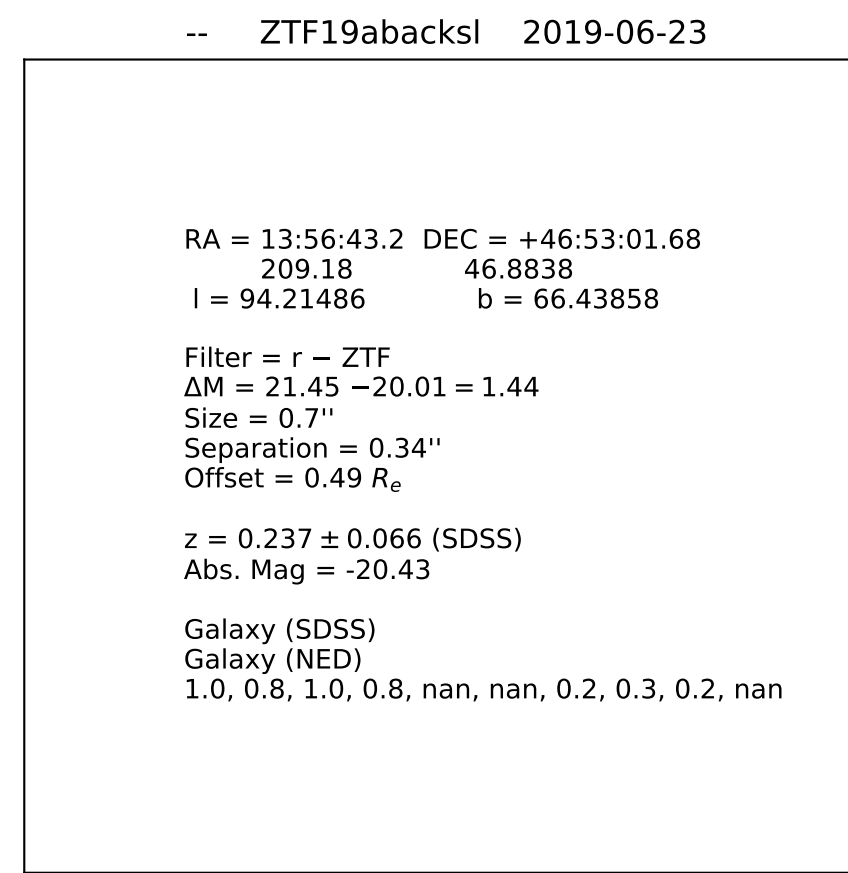 -- ZTF19abacksl 2019-06-23
RA = 13:56:43.2 DEC = +46:53:01.68
209.18 46.8838
l = 94.21486 b = 66.43858
Filter = r − ZTF
ΔM = 21.45 −20.01 = 1.44
Size = 0.7''
Separation = 0.34''
Offset = 0.49 Re
z = 0.237 ± 0.066 (SDSS)
Abs. Mag = -20.43
Galaxy (SDSS)
Galaxy (NED)
1.0, 0.8, 1.0, 0.8, nan, nan, 0.2, 0.3, 0.2, nan